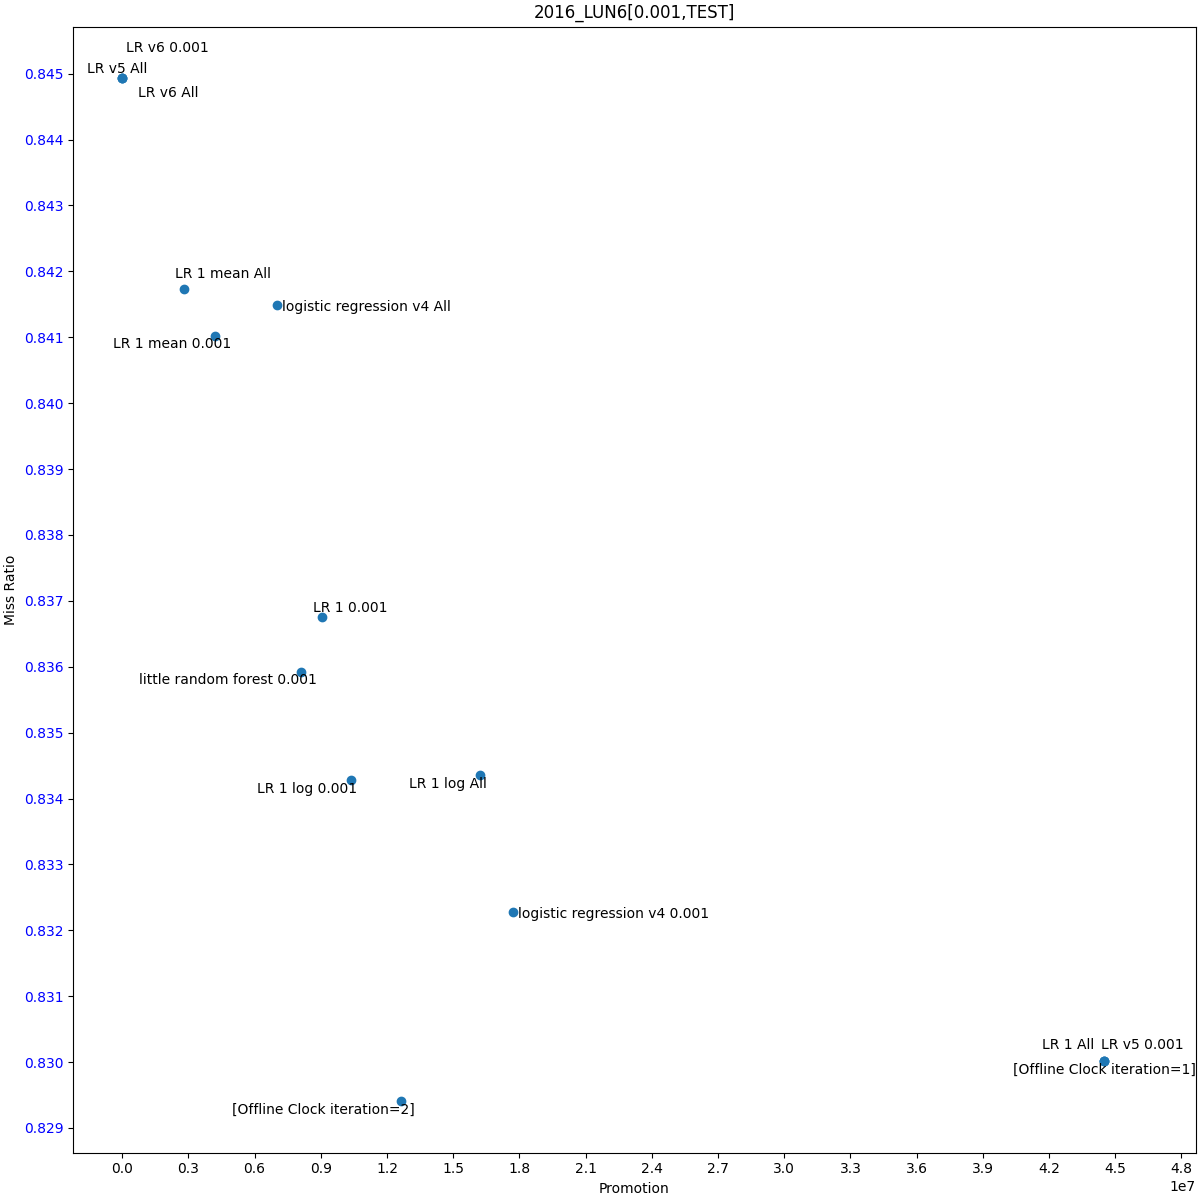 2016_LUN6[0.001,TEST]
LR v6 0.001
LR v5 All
LR v6 All
LR 1 mean All
logistic regression v4 All
LR 1 mean 0.001
LR 1 0.001
little random forest 0.001
LR 1 log 0.001
LR 1 log All
logistic regression v4 0.001
LR 1 All
LR v5 0.001
[Offline Clock iteration=1]
[Offline Clock iteration=2]
0.845
0.844
0.843
0.842
0.841
0.840
0.839
0.838
0.837
0.836
0.835
0.834
0.833
0.832
0.831
0.830
0.829
Miss Ratio
0.0 0.3 0.6 0.9 1.2 1.5 1.8 2.1 2.4 2.7 3.0 3.3 3.6 3.9 4.2 4.5 4.8
1e7
Promotion